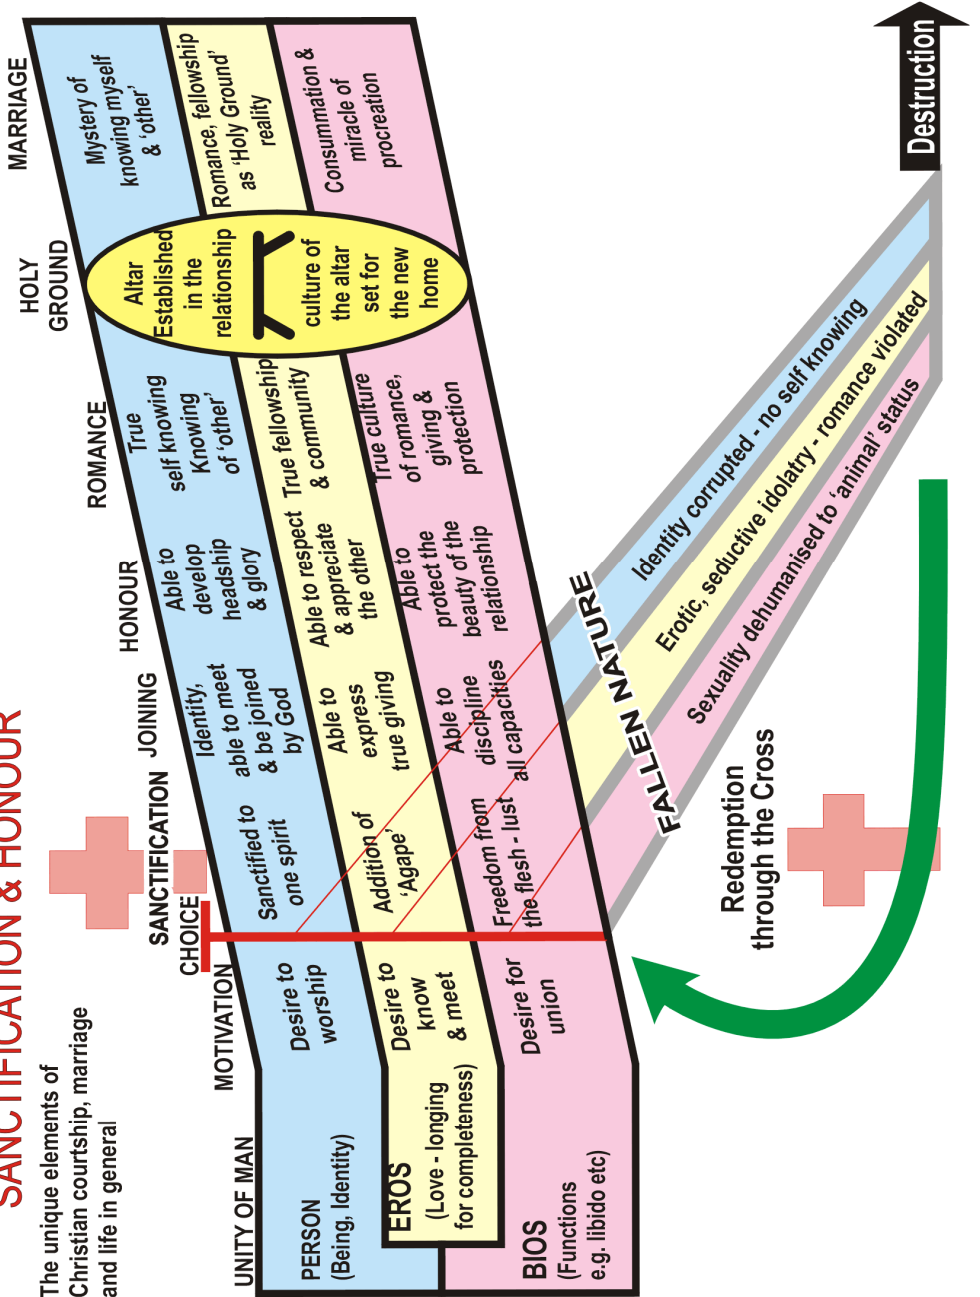 SANCTIFICATION & HONOUR
The unique elements of
Christian courtship, marriage
and life in general
UNITY OF MAN
MOTIVATION
CHOICE
SANCTIFICATION
JOINING
HONOUR
ROMANCE
HOLY
GROUND
MARRIAGE
PERSON
(Being, Identity)
Desire to
worship
Sanctified to
one spirit
Identity,
able to meet
& be joined
by God
Able to
develop
headship
& glory
True
self knowing
Knowing
of ‘other’
Mystery of
knowing myself
& ‘other’
EROS
(Love - longing
for completeness)
Desire to
know
& meet
Addition of
‘Agape’
Able to
express
true giving
Able to respect
& appreciate
the other
True fellowship
& community
Romance, fellowship
as ‘Holy Ground’
reality
BIOS
(Functions
e.g. libido etc)
Desire for
union
Freedom from
the flesh - lust
Able to
discipline
all capacities
Able to
protect the
beauty of the
relationship
True culture
of romance,
giving &
protection
Consummation &
miracle of
procreation
Altar
Established
in the
relationship
culture of
the altar
set for
the new
home
FALLEN NATURE
Identity corrupted - no self knowing
Erotic, seductive idolatry - romance violated
Sexuality dehumanised to ‘animal’ status
Destruction
Redemption
through the Cross